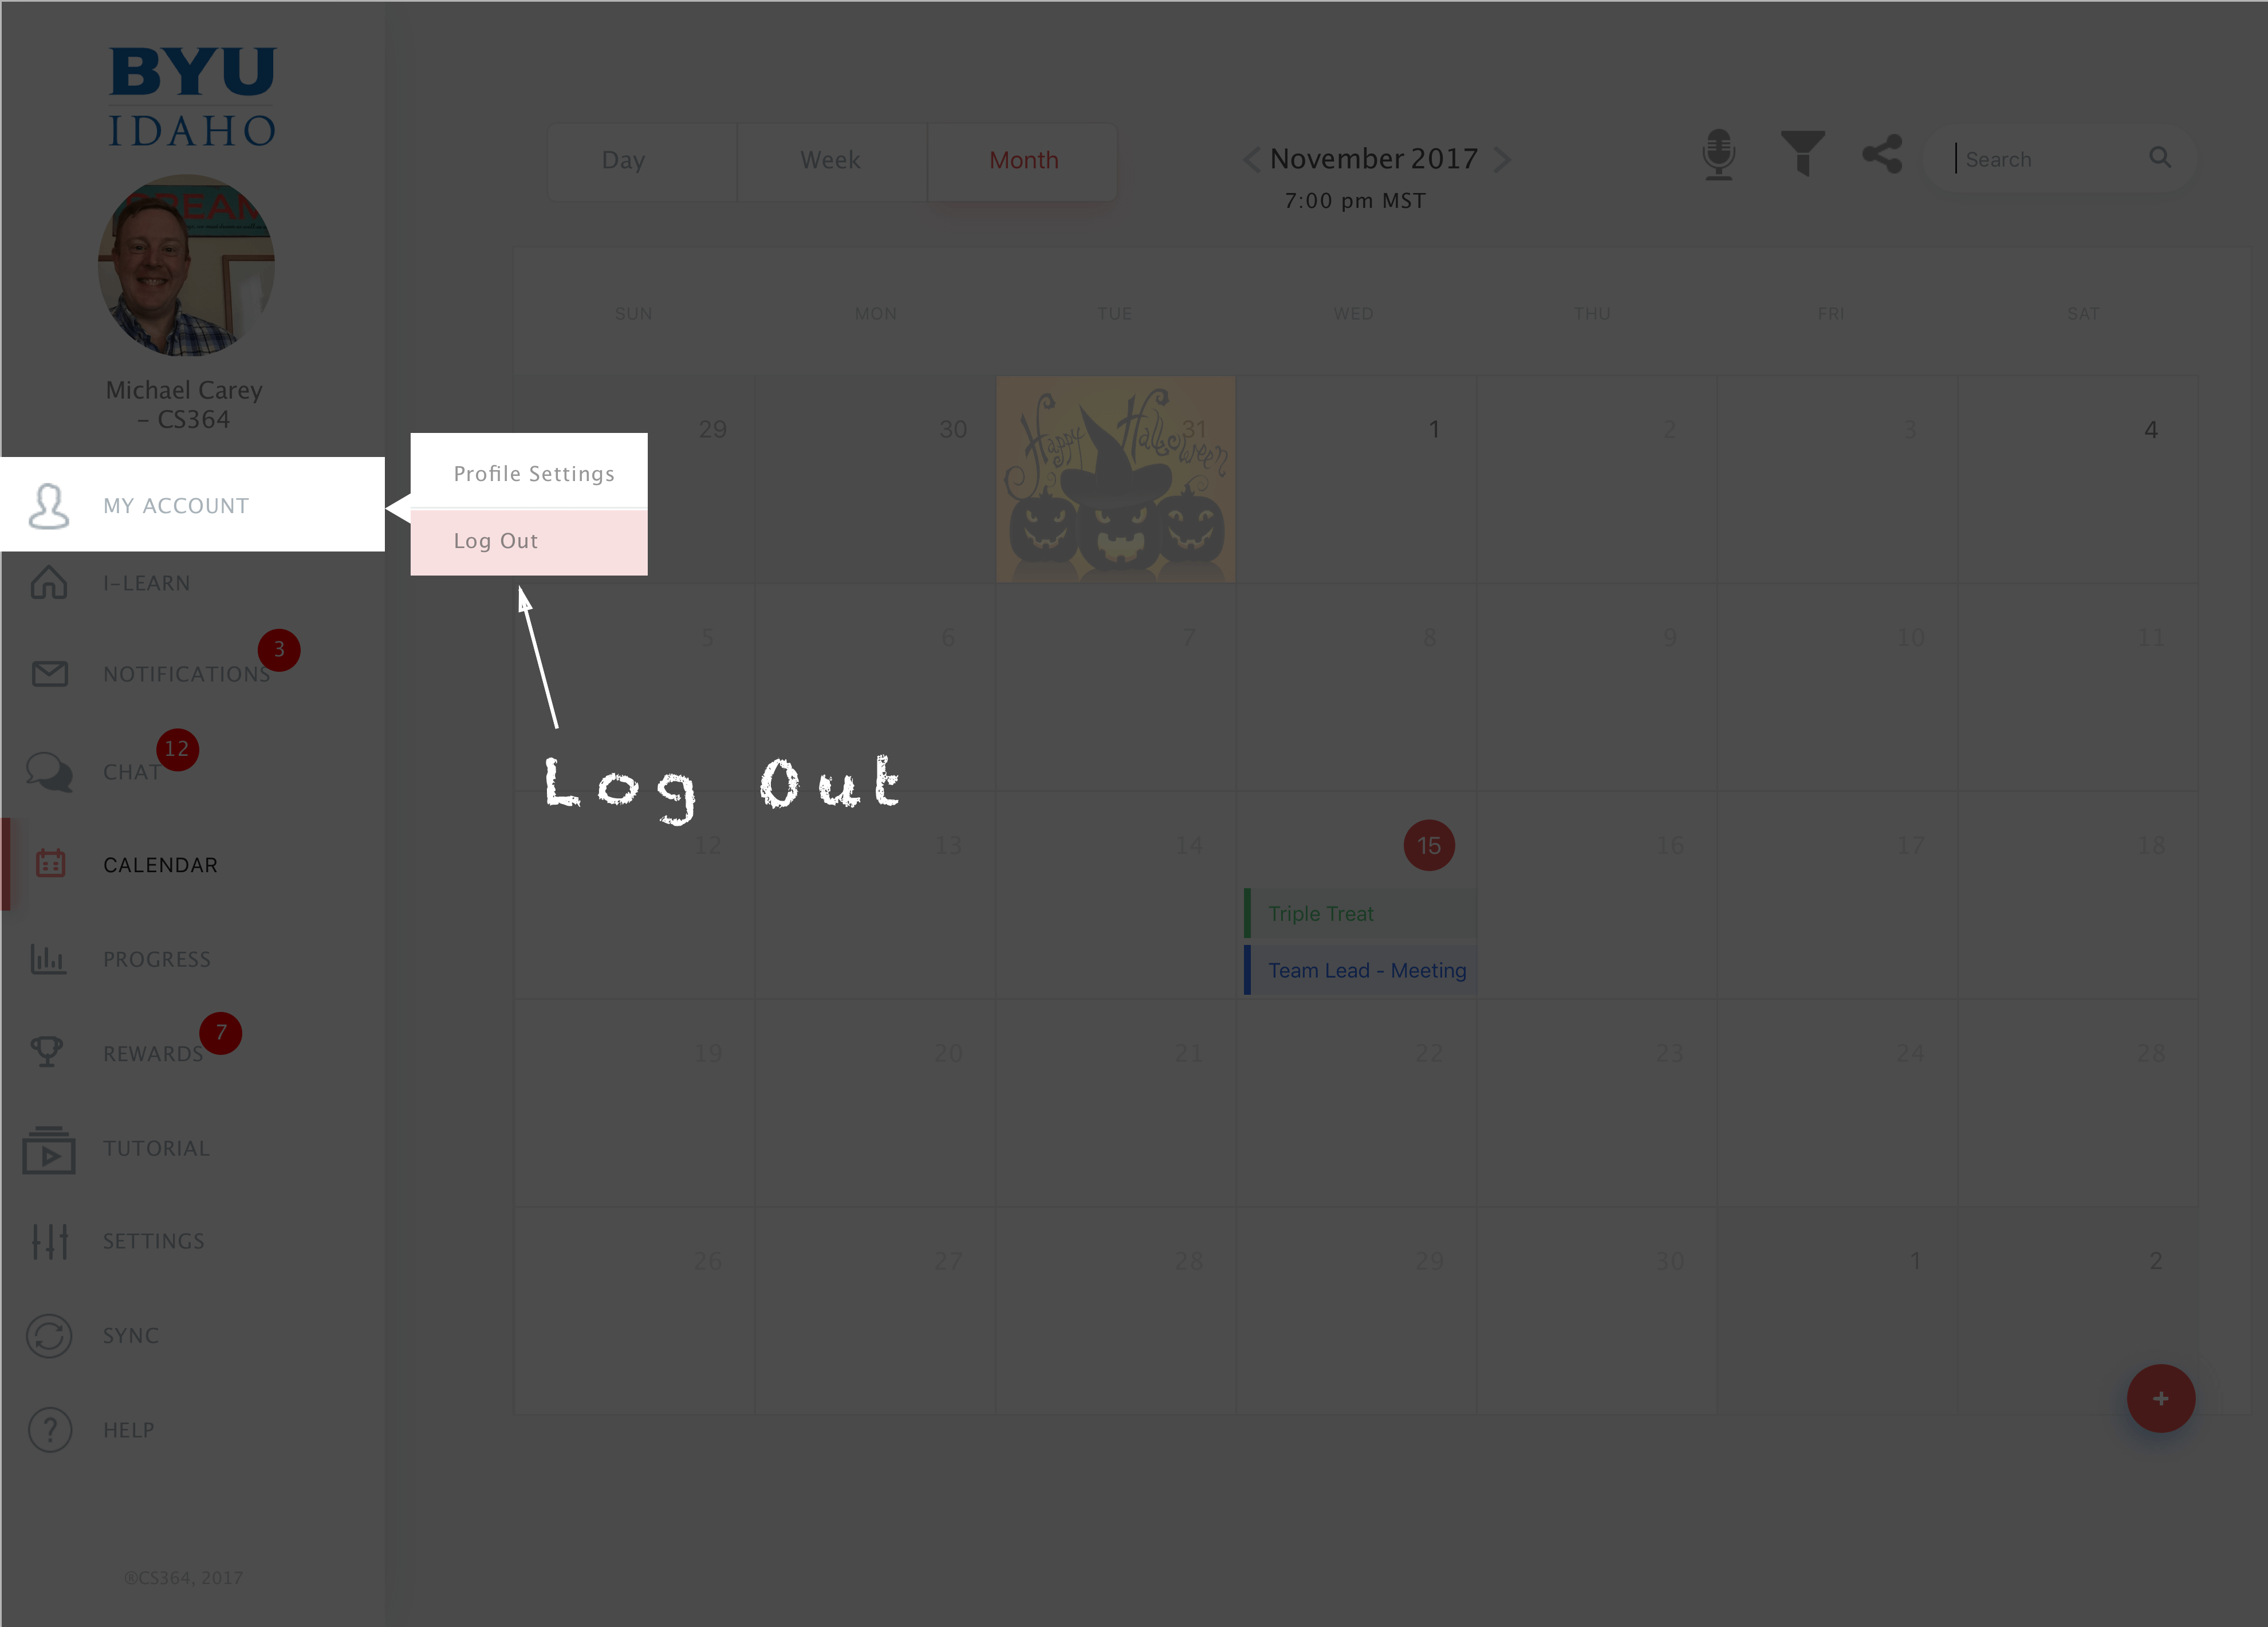 BYU
IDAHO
DREAM
Michael Carey
– CS364
MY ACCOUNT
I-LEARN
NOTIFICATIONS
3
CHAT
12
CALENDAR
PROGRESS
REWARDS
7
TUTORIAL
SETTINGS
SYNC
HELP
®CS364, 2017
Profile Settings
Log Out
Log Out
Day Week Month
November 2017
7:00 pm MST
Search
SUN MON TUE WED THU FRI SAT
29 30 31 1 2 3 4
Happy Halloween
5 6 7 8 9 10 11
12 13 14 15 16 17 18
Triple Treat
Team Lead - Meeting
19 20 21 22 23 24 28
26 27 28 29 30 1 2
+